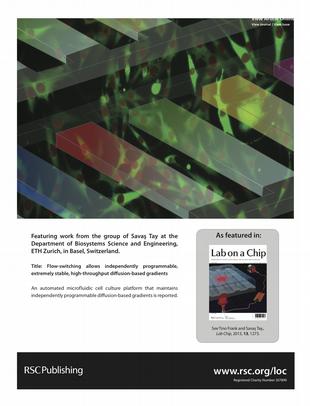 View Article Online
View Journal | View Issue
Featuring work from the group of Savaş Tay at the
Department of Biosystems Science and Engineering,
ETH Zurich, in Basel, Switzerland.
Title: Flow-switching allows independently programmable,
extremely stable, high-throughput diffusion-based gradients
An automated microfluidic cell culture platform that maintains
independently programmable diffusion-based gradients is reported.
As featured in:
Lab on a Chip
See Tino Frank and Savaş Tay,
Lab Chip, 2013, 13, 1273.
RSC Publishing
www.rsc.org/loc
Registered Charity Number 207890